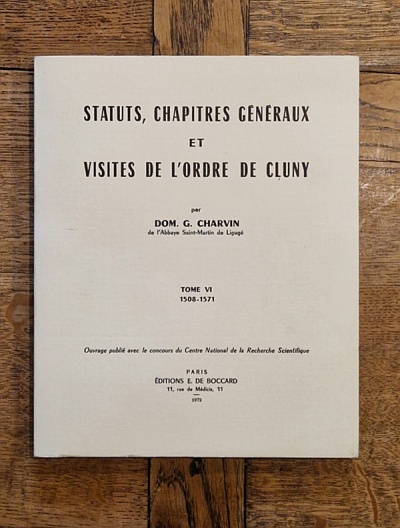 STATUTS, CHAPITRES GÉNÉRAUX
ET
VISITES DE L'ORDRE DE CLUNY
par
DOM. G. CHARVIN
de l'Abbaye Saint-Martin de Ligugé
TOME VI
1508-1571
Ouvrage publié avec le concours du Centre National de la Recherche Scientifique
PARIS
ÉDITIONS E. DE BOCCARD
11, rue de Médicis, 11
1972